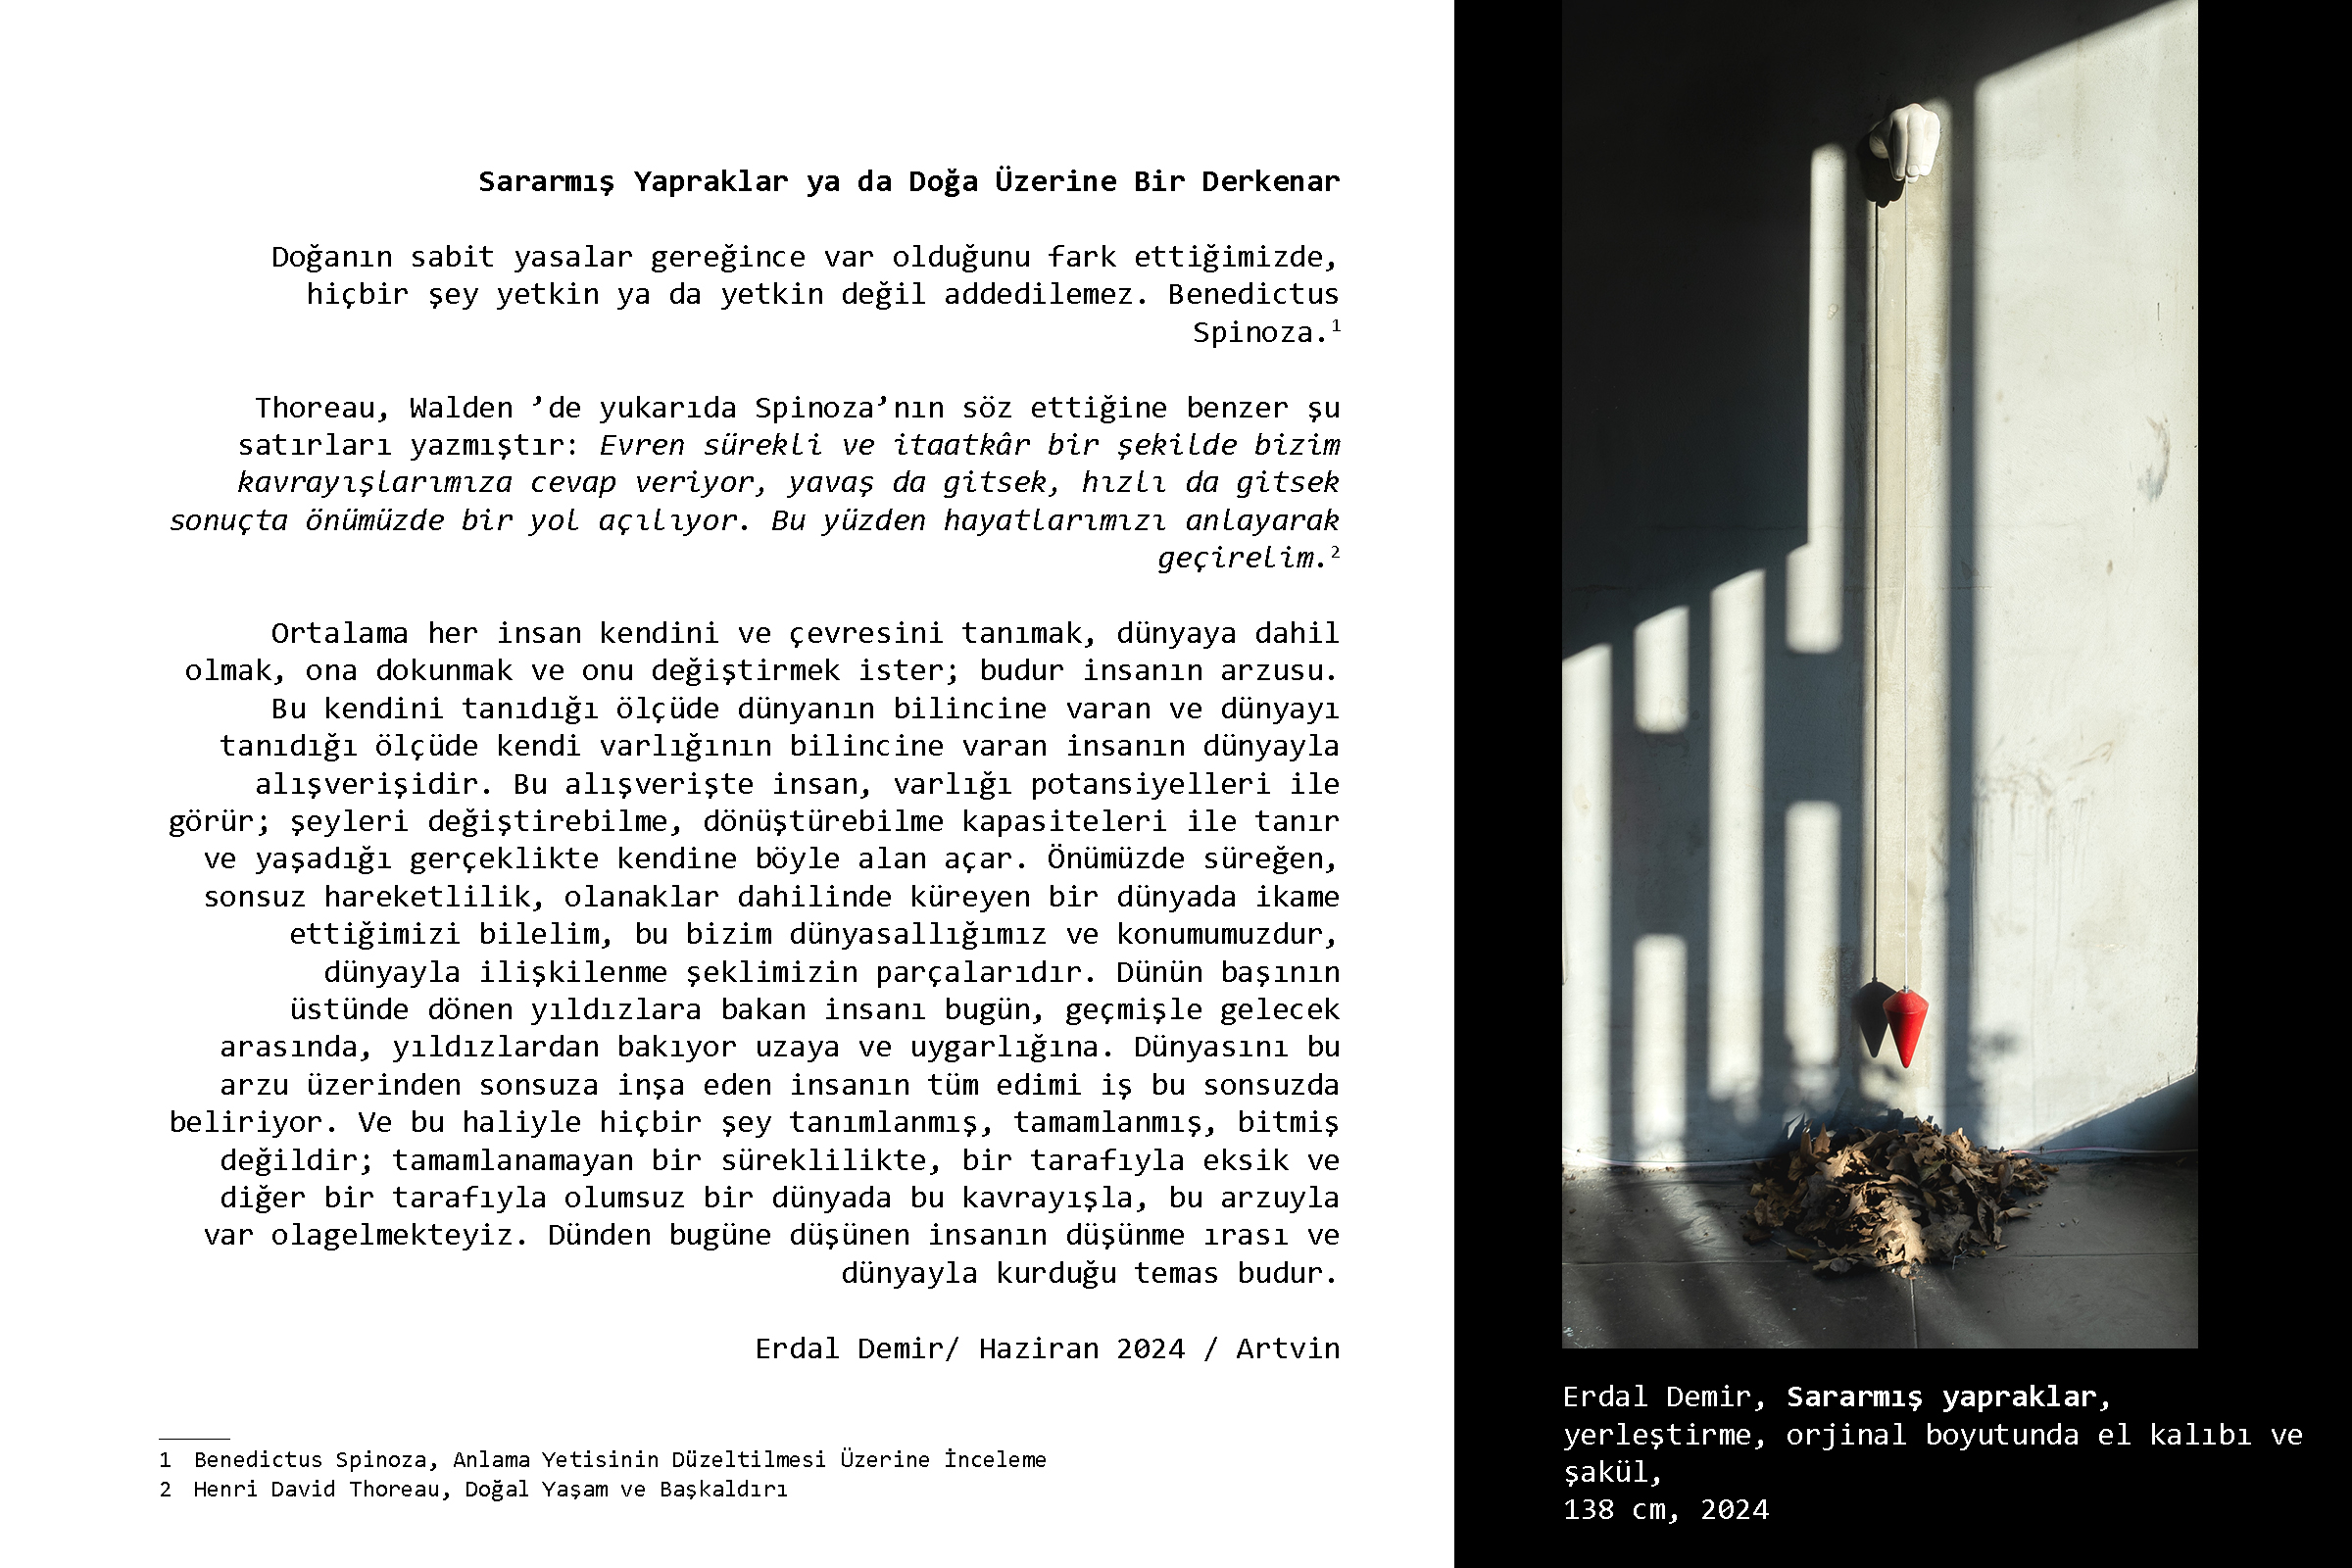 Sararmış Yapraklar ya da Doğa Üzerine Bir Derkenar
Doğanın sabit yasalar gereğince var olduğunu fark ettiğimizde,
hiçbir şey yetkin ya da yetkin değil addedilemez. Benedictus
Spinoza.¹
Thoreau, Walden ’de yukarıda Spinoza’nın söz ettiğine benzer şu
satırları yazmıştır: Evren sürekli ve itaatkâr bir şekilde bizim
kavrayışlarımıza cevap veriyor, yavaş da gitsek, hızlı da gitsek
sonuçta önümüzde bir yol açılıyor. Bu yüzden hayatlarımızı anlayarak
geçirelim.²
Ortalama her insan kendini ve çevresini tanımak, dünyaya dahil
olmak, ona dokunmak ve onu değiştirmek ister; budur insanın arzusu.
Bu kendini tanıdığı ölçüde dünyanın bilincine varan ve dünyayı
tanıdığı ölçüde kendi varlığının bilincine varan insanın dünyayla
alışverişidir. Bu alışverişte insan, varlığı potansiyelleri ile
görür; şeyleri değiştirebilme, dönüştürebilme kapasiteleri ile tanır
ve yaşadığı gerçeklikte kendine böyle alan açar. Önümüzde süreğen,
sonsuz hareketlilik, olanaklar dahilinde küreyen bir dünyada ikame
ettiğimizi bilelim, bu bizim dünyasallığımız ve konumumuzdur,
dünyayla ilişkilenme şeklimizin parçalarıdır. Dünün başının
üstünde dönen yıldızlara bakan insanı bugün, geçmişle gelecek
arasında, yıldızlardan bakıyor uzaya ve uygarlığına. Dünyasını bu
arzu üzerinden sonsuza inşa eden insanın tüm edimi iş bu sonsuzda
beliriyor. Ve bu haliyle hiçbir şey tanımlanmış, tamamlanmış, bitmiş
değildir; tamamlanamayan bir süreklilikte, bir tarafıyla eksik ve
diğer bir tarafıyla olumsuz bir dünyada bu kavrayışla, bu arzuyla
var olagelmekteyiz. Dünden bugüne düşünen insanın düşünme ırası ve
dünyayla kurduğu temas budur.
Erdal Demir/ Haziran 2024 / Artvin
1 Benedictus Spinoza, Anlama Yetisinin Düzeltilmesi Üzerine İnceleme
2 Henri David Thoreau, Doğal Yaşam ve Başkaldırı
Erdal Demir, Sararmış yapraklar,
yerleştirme, orjinal boyutunda el kalıbı ve
şakül,
138 cm, 2024